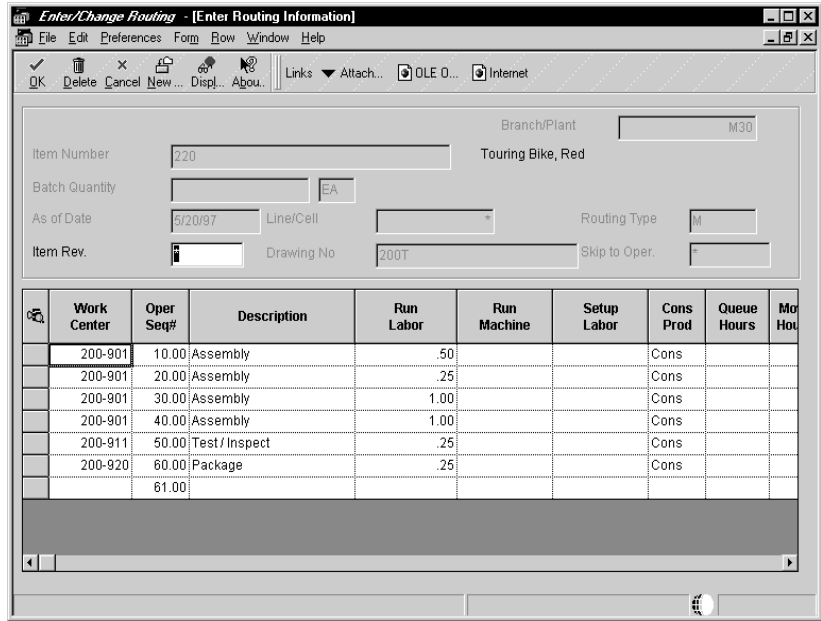 Enter/Change Routing - [Enter Routing Information]
File Edit Preferences Form Row Window Help
OK Delete Cancel New ... Displ... Abou.. Links Attach... OLE O... Internet
Branch/Plant M30
Item Number 220 Touring Bike, Red
Batch Quantity EA
As of Date 5/20/97 Line/Cell * Routing Type M
Item Rev. * Drawing No 200T Skip to Oper. *
Work Center Oper Seq# Description Run Labor Run Machine Setup Labor Cons Prod Queue Hours Mo Hou
200-901 10.00 Assembly .50 Cons
200-901 20.00 Assembly .25 Cons
200-901 30.00 Assembly 1.00 Cons
200-901 40.00 Assembly 1.00 Cons
200-911 50.00 Test / Inspect .25 Cons
200-920 60.00 Package .25 Cons
61.00